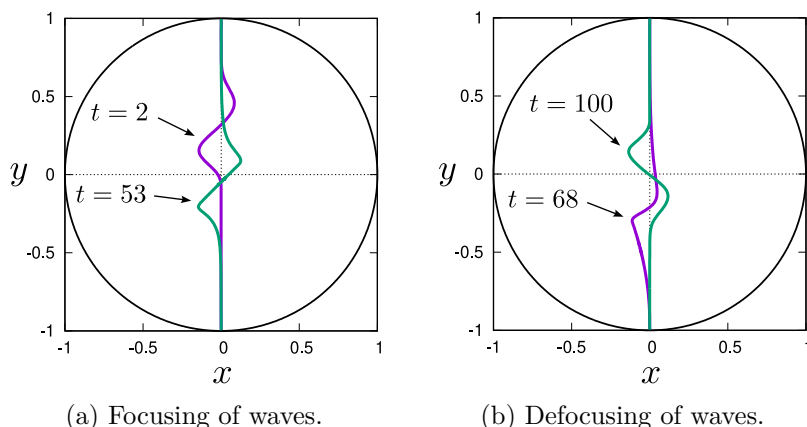 1
0.5
0
-0.5
-1
y
t = 2
t = 53
-1 -0.5 0 0.5 1
x
(a) Focusing of waves.
1
0.5
0
-0.5
-1
y
t = 100
t = 68
-1 -0.5 0 0.5 1
x
(b) Defocusing of waves.